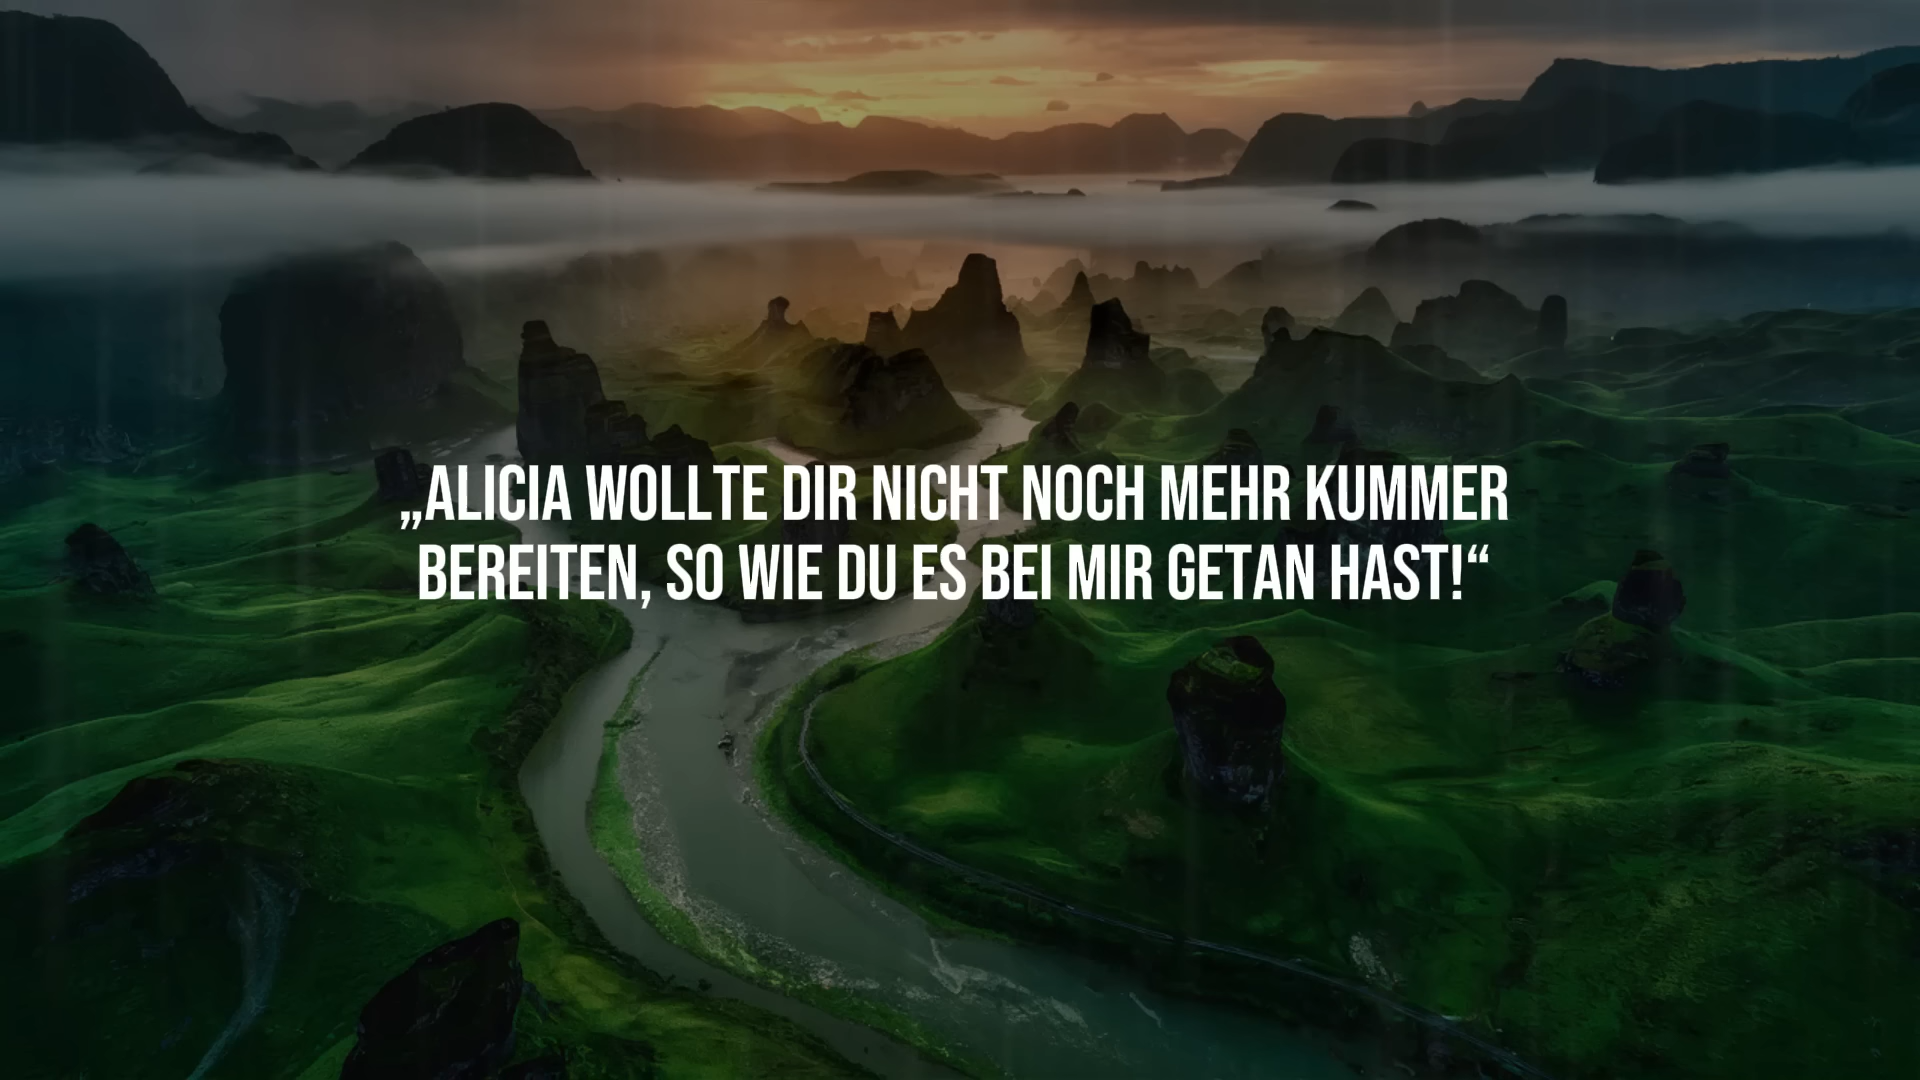 „ALICIA WOLLTE DIR NICHT NOCH MEHR KUMMER
BEREITEN, SO WIE DU ES BEI MIR GETAN HAST!“